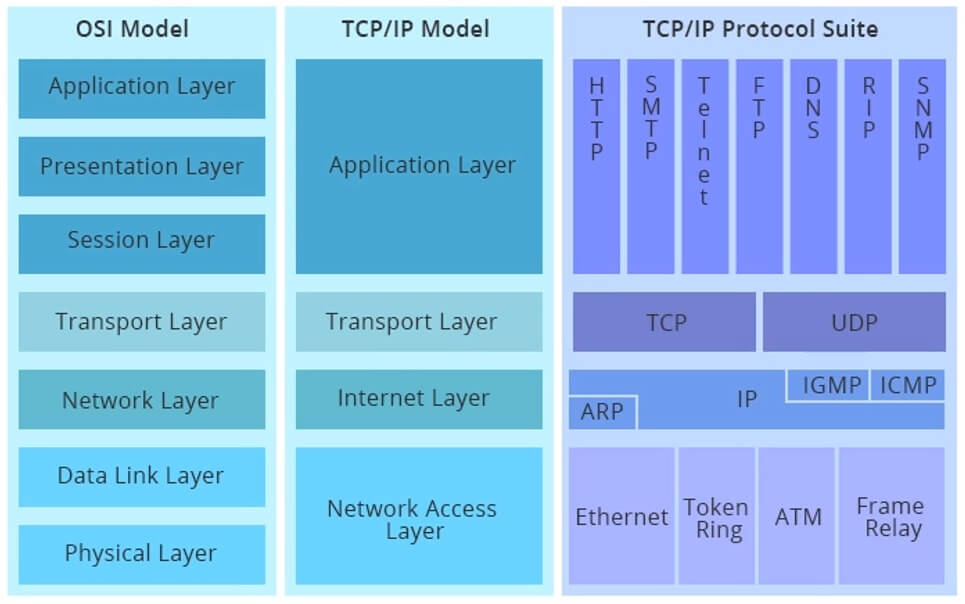 OSI Model
Application Layer
Presentation Layer
Session Layer
Transport Layer
Network Layer
Data Link Layer
Physical Layer
TCP/IP Model
Application Layer
Transport Layer
Internet Layer
Network Access
Layer
TCP/IP Protocol Suite
HTTP
SMTP
Telnet
FTP
DNS
RIP
SNMP
TCP
UDP
ARP
IP
IGMP
ICMP
Ethernet
Token
Ring
ATM
Frame
Relay